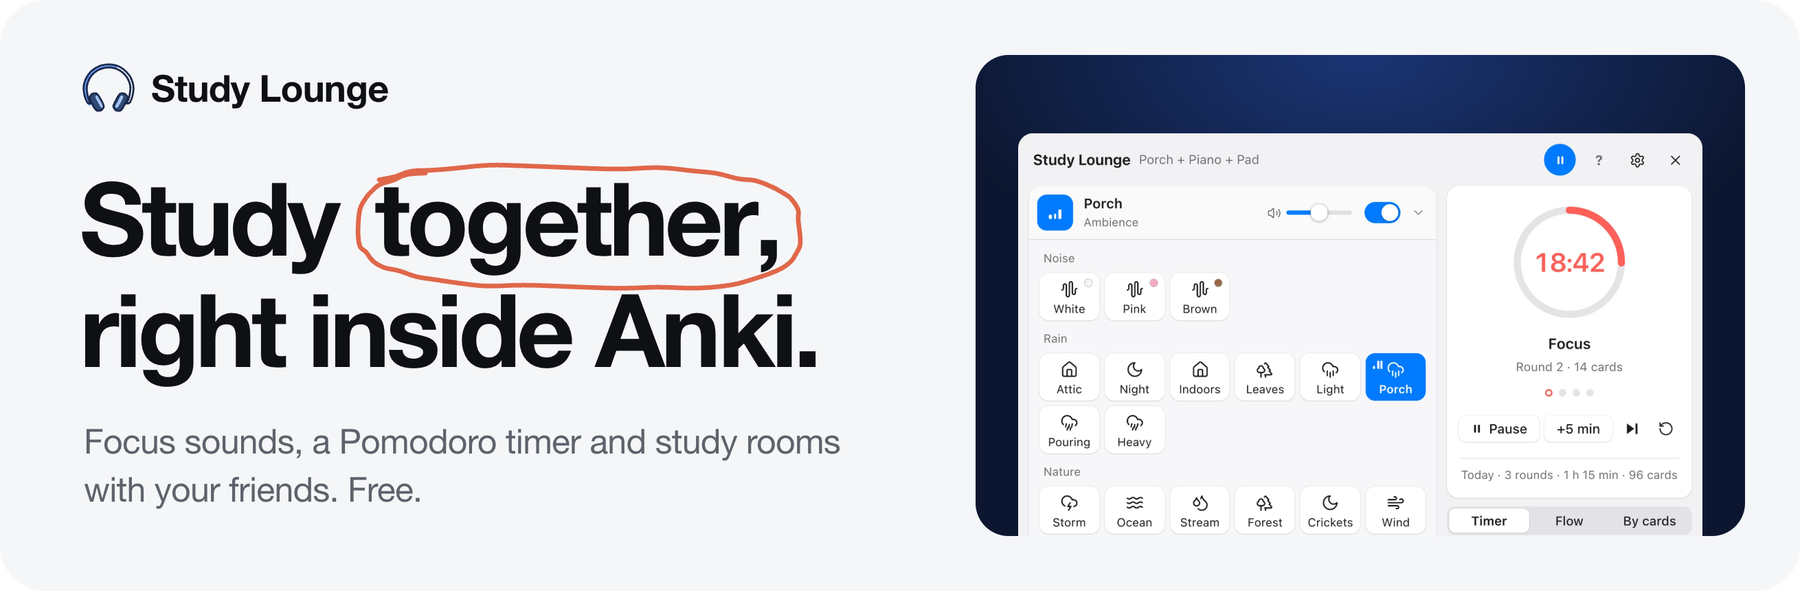 Study Lounge
Study together,
right inside Anki.
Focus sounds, a Pomodoro timer and study rooms
with your friends. Free.
Study Lounge Porch + Piano + Pad
?
Porch
Ambience
Noise
White Pink Brown
Rain
Attic Night Indoors Leaves Light Porch
Pouring Heavy
Nature
Storm Ocean Stream Forest Crickets Wind
18:42
Focus
Round 2 · 14 cards
Pause +5 min
Today · 3 rounds · 1 h 15 min · 96 cards
Timer Flow By cards